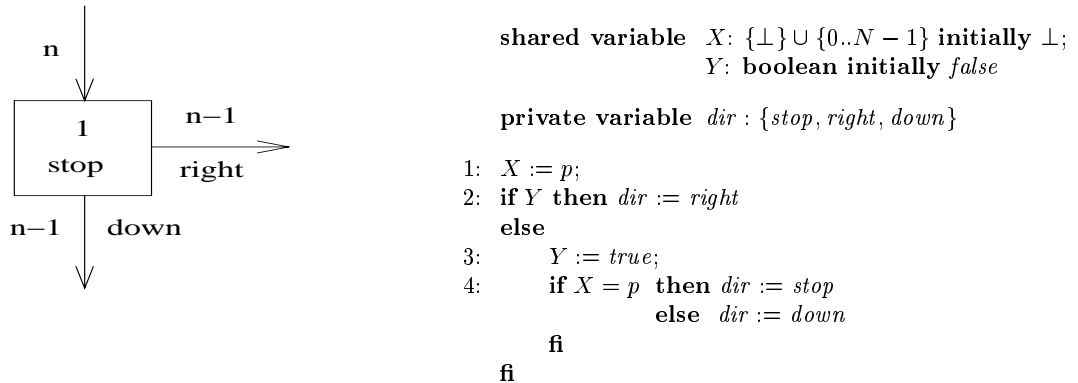 n
1
stop
n−1
right
n−1 down
shared variable X: {⊥} ∪ {0..N − 1} initially ⊥;
Y: boolean initially false
private variable dir : {stop, right, down}
1: X := p;
2: if Y then dir := right
else
3: Y := true;
4: if X = p then dir := stop
else dir := down
fi
fi